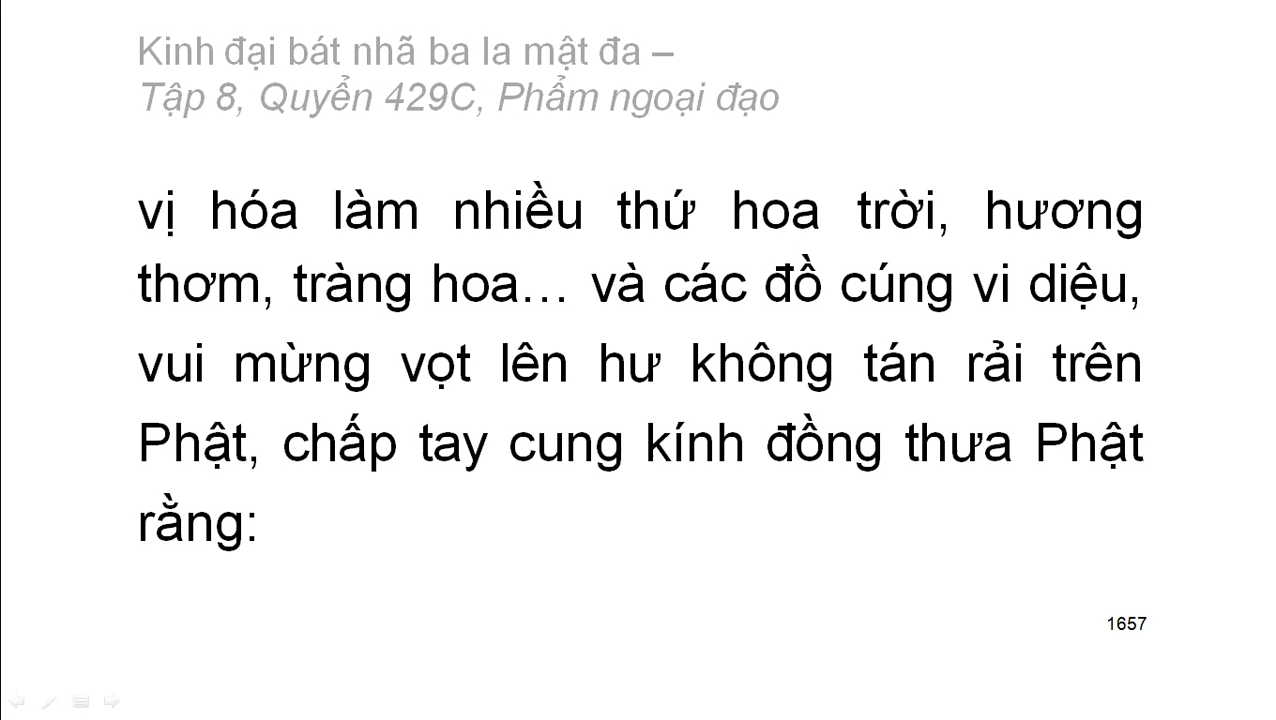 Kinh đại bát nhã ba la mật đa –
Tập 8, Quyển 429C, Phẩm ngoại đạo
vị hóa làm nhiều thứ hoa trời, hương
thơm, tràng hoa… và các đồ cúng vi diệu,
vui mừng vọt lên hư không tán rải trên
Phật, chấp tay cung kính đồng thưa Phật
rằng:
1657